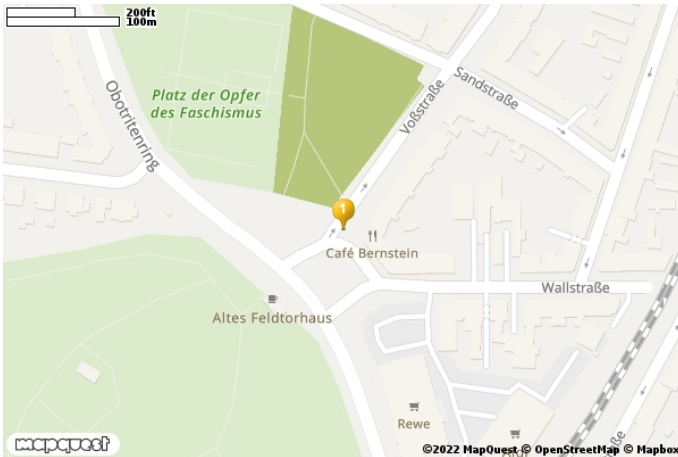 200ft
100m
Platz der Opfer
des Faschismus
Obotritenring
Sandstraße
Voßstraße
1
Café Bernstein
Wallstraße
Altes Feldtorhaus
Rewe
Aldi
mapquest
©2022 MapQuest © OpenStreetMap © Mapbox